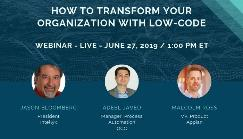 HOW TO TRANSFORM YOUR
ORGANIZATION WITH LOW-CODE
WEBINAR - LIVE - JUNE 27, 2019 / 1:00 PM ET
JASON BLOOMBERG
President
Intellyx
ADEEL JAVED
Manager, Process
Automation
MALCOLM ROSS
VP, Product
Appian